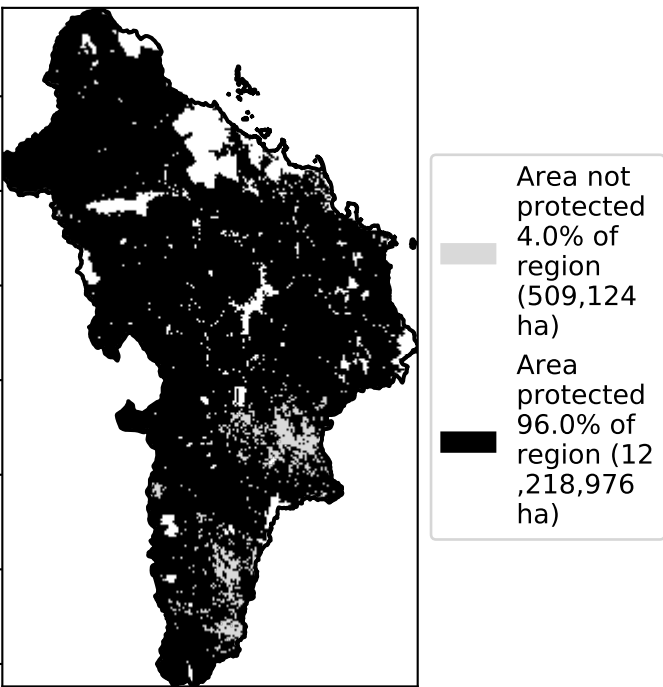 Area not
protected
4.0% of
region
(509,124
ha)
Area
protected
96.0% of
region (12
,218,976
ha)